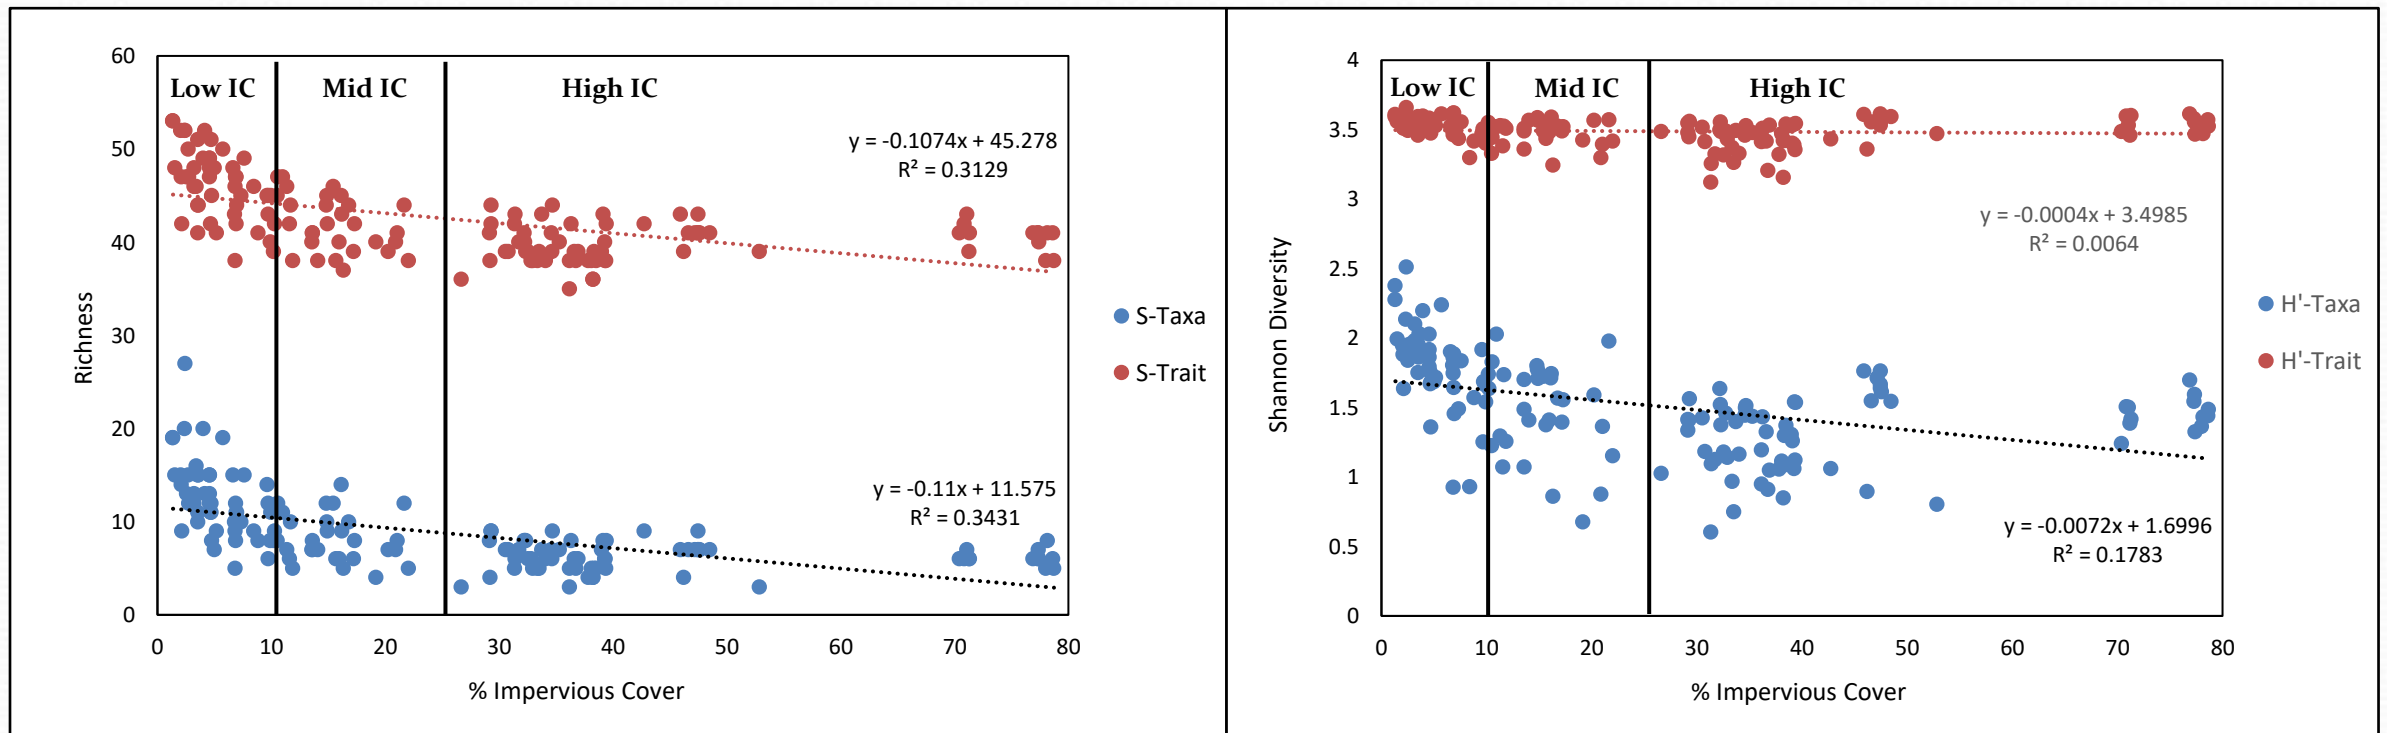 60
50
40
30
20
10
0
Richness
Low IC
Mid IC
High IC
y = -0.1074x + 45.278
R² = 0.3129
y = -0.11x + 11.575
R² = 0.3431
0 10 20 30 40 50 60 70 80
% Impervious Cover
S-Taxa
S-Trait
4
3.5
3
2.5
2
1.5
1
0.5
0
Shannon Diversity
Low IC
Mid IC
High IC
y = -0.0004x + 3.4985
R² = 0.0064
y = -0.0072x + 1.6996
R² = 0.1783
0 10 20 30 40 50 60 70 80
% Impervious Cover
H'-Taxa
H'-Trait